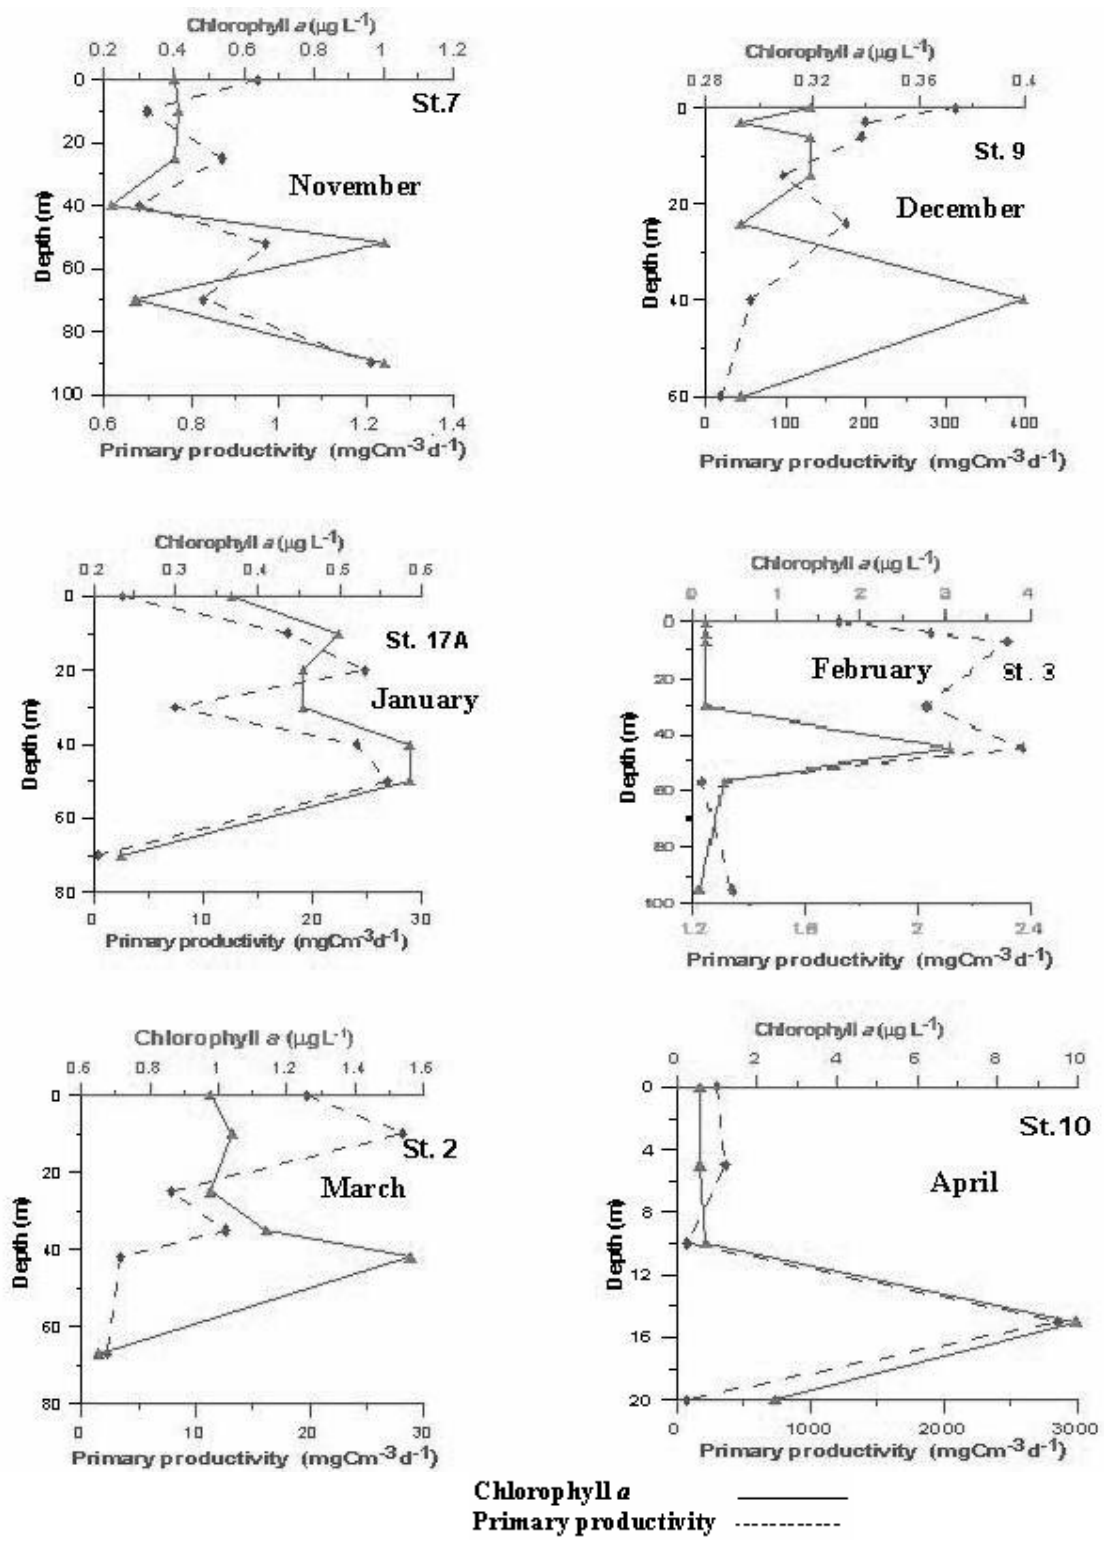 Chlorophyll a (μg L-1)
0.2 0.4 0.6 0.8 1 1.2
0
20
40
60
80
100
Depth (m)
St.7
November
0.6 0.8 1 1.2 1.4
Primary productivity (mgCm-3d-1)
Chlorophyll a (μg L-1)
0.28 0.32 0.36 0.4
0
20
40
60
Depth (m)
St. 9
December
0 100 200 300 400
Primary productivity (mgCm-3d-1)
Chlorophyll a (μg L-1)
0.2 0.3 0.4 0.5 0.6
0
20
40
60
80
Depth (m)
St. 17A
January
0 10 20 30
Primary productivity (mgCm-3d-1)
Chlorophyll a (μg L-1)
0 1 2 3 4
0
20
40
60
80
100
Depth (m)
February St. 3
1.2 1.6 2 2.4
Primary productivity (mgCm-3d-1)
Chlorophyll a (μg L-1)
0.6 0.8 1 1.2 1.4 1.6
0
20
40
60
80
Depth (m)
St. 2
March
0 10 20 30
Primary productivity (mgCm-3d-1)
Chlorophyll a (μg L-1)
0 2 4 6 8 10
0
4
8
12
16
20
Depth (m)
St.10
April
0 1000 2000 3000
Primary productivity (mgCm-3d-1)
Chlorophyll a
Primary productivity